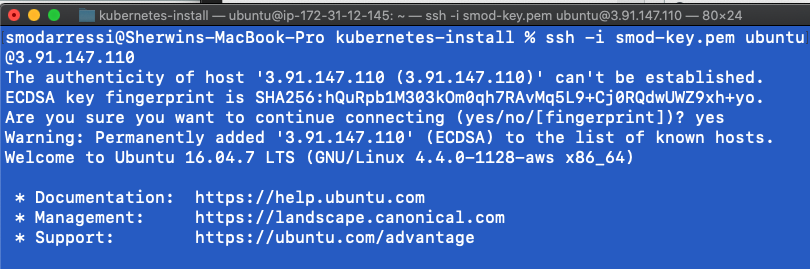 kubernetes-install — ubuntu@ip-172-31-12-145: ~ — ssh -i smod-key.pem ubuntu@3.91.147.110 — 80×24
smodarressi@Sherwins-MacBook-Pro kubernetes-install % ssh -i smod-key.pem ubuntu
@3.91.147.110
The authenticity of host '3.91.147.110 (3.91.147.110)' can't be established.
ECDSA key fingerprint is SHA256:hQuRpb1M303kOm0qh7RAvMq5L9+Cj0RQdwUWZ9xh+yo.
Are you sure you want to continue connecting (yes/no/[fingerprint])? yes
Warning: Permanently added '3.91.147.110' (ECDSA) to the list of known hosts.
Welcome to Ubuntu 16.04.7 LTS (GNU/Linux 4.4.0-1128-aws x86_64)
* Documentation: https://help.ubuntu.com
* Management: https://landscape.canonical.com
* Support: https://ubuntu.com/advantage